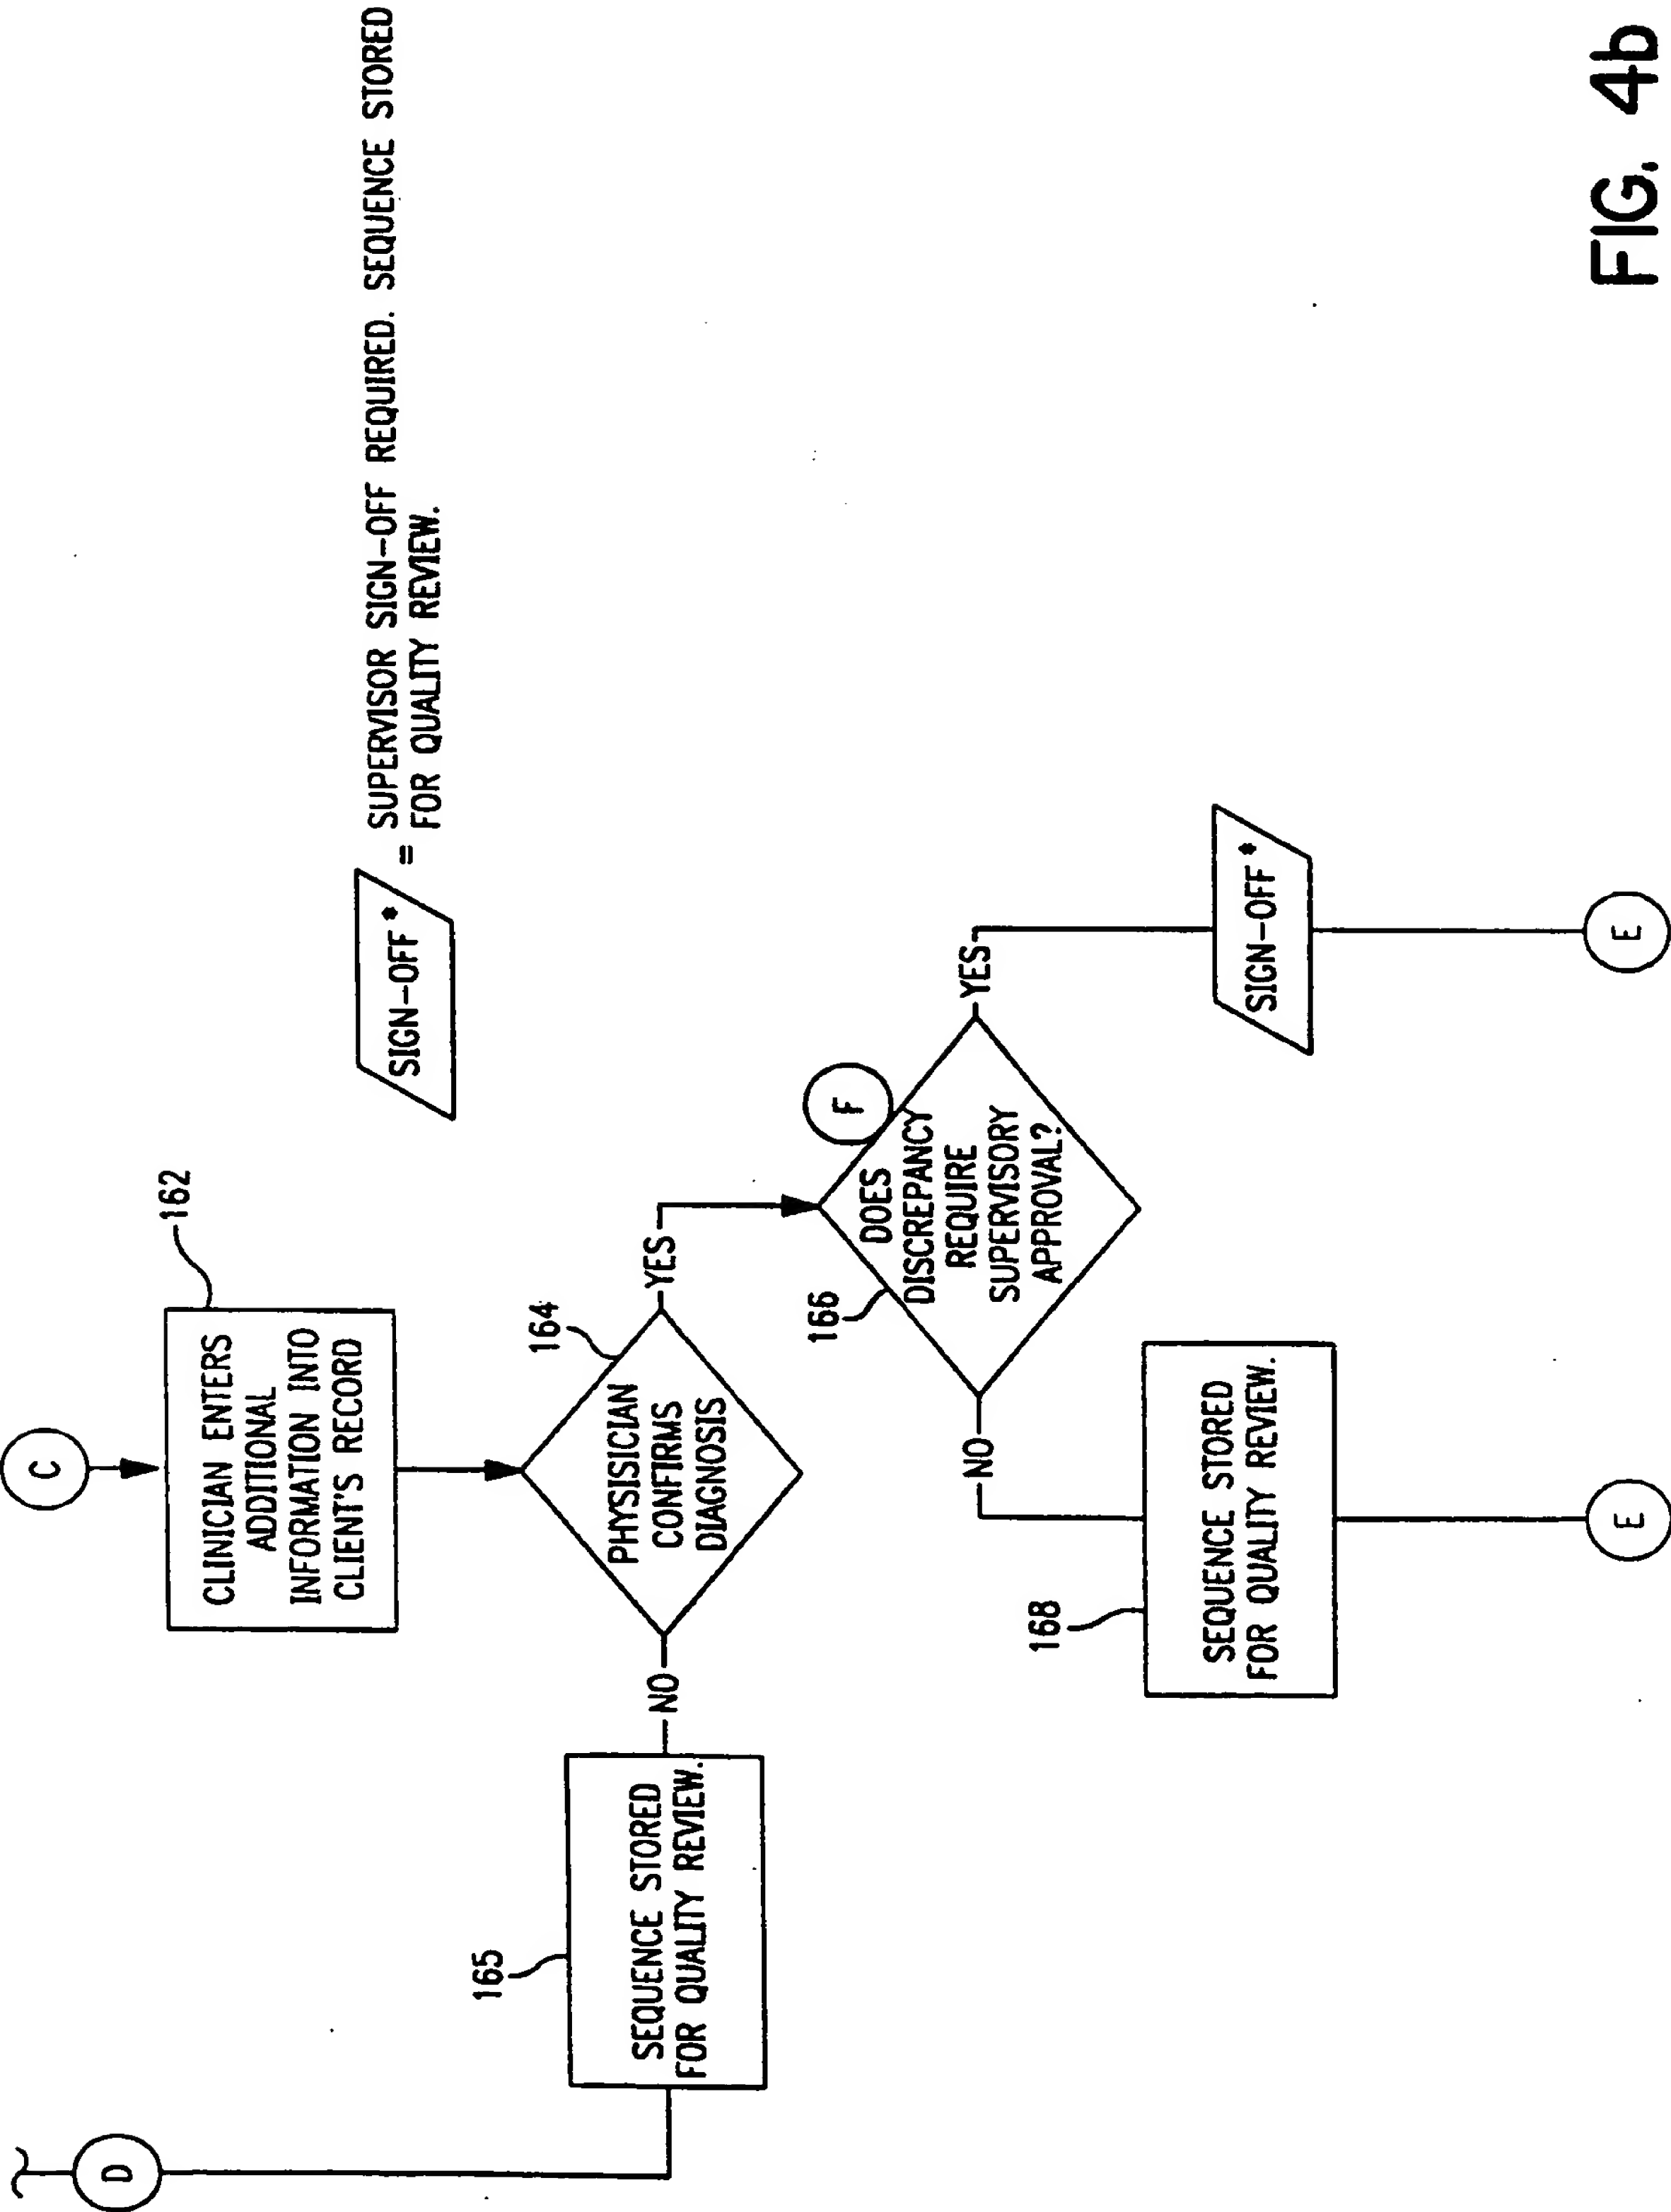 C
162
CLINICIAN ENTERS
ADDITIONAL
INFORMATION INTO
CLIENT'S RECORD
SIGN-OFF*
= SUPERVISOR SIGN-OFF REQUIRED. SEQUENCE STORED
FOR QUALITY REVIEW.
D
165
SEQUENCE STORED
FOR QUALITY REVIEW.
NO
164
PHYSISICIAN
CONFIRMS
DIAGNOSIS
YES
F
166
DOES
DISCREPANCY
REQUIRE
SUPERVISORY
APPROVAL?
NO
YES
168
SEQUENCE STORED
FOR QUALITY REVIEW.
SIGN-OFF*
E
E
FIG. 4b